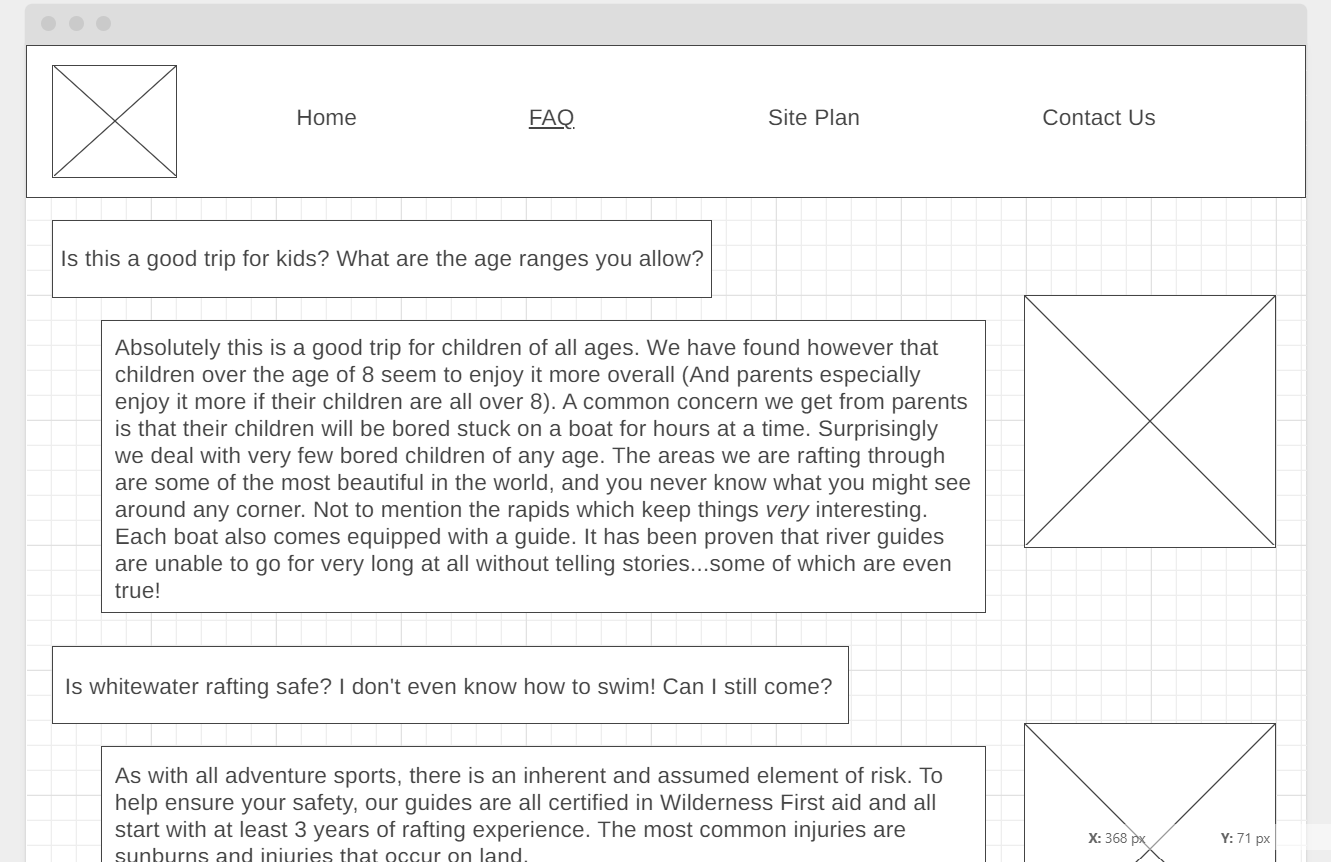 Home FAQ Site Plan Contact Us
Is this a good trip for kids? What are the age ranges you allow?
Absolutely this is a good trip for children of all ages. We have found however that
children over the age of 8 seem to enjoy it more overall (And parents especially
enjoy it more if their children are all over 8). A common concern we get from parents
is that their children will be bored stuck on a boat for hours at a time. Surprisingly
we deal with very few bored children of any age. The areas we are rafting through
are some of the most beautiful in the world, and you never know what you might see
around any corner. Not to mention the rapids which keep things very interesting.
Each boat also comes equipped with a guide. It has been proven that river guides
are unable to go for very long at all without telling stories...some of which are even
true!
Is whitewater rafting safe? I don't even know how to swim! Can I still come?
As with all adventure sports, there is an inherent and assumed element of risk. To
help ensure your safety, our guides are all certified in Wilderness First aid and all
start with at least 3 years of rafting experience. The most common injuries are
sunburns and injuries that occur on land.
X: 368 px Y: 71 px